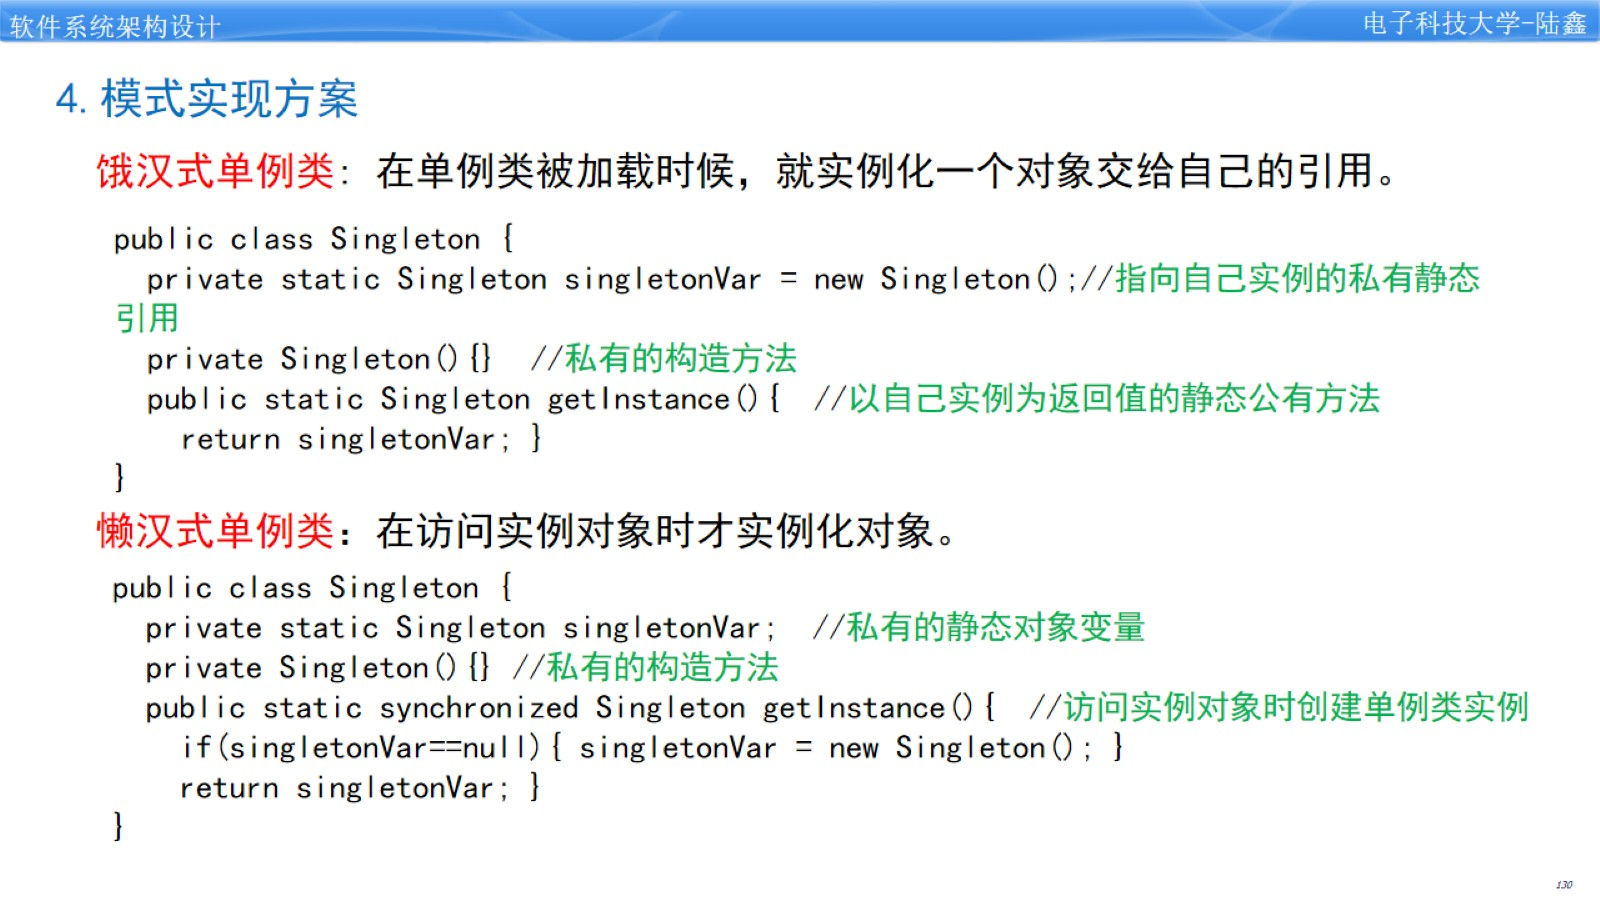 软件系统架构设计
电子科技大学-陆鑫
4. 模式实现方案
饿汉式单例类: 在单例类被加载时候，就实例化一个对象交给自己的引用。
public class Singleton {
private static Singleton singletonVar = new Singleton();//指向自己实例的私有静态
引用
private Singleton(){} //私有的构造方法
public static Singleton getInstance(){ //以自己实例为返回值的静态公有方法
return singletonVar; }
}
懒汉式单例类：在访问实例对象时才实例化对象。
public class Singleton {
private static Singleton singletonVar; //私有的静态对象变量
private Singleton(){} //私有的构造方法
public static synchronized Singleton getInstance(){ //访问实例对象时创建单例类实例
if(singletonVar==null){ singletonVar = new Singleton(); }
return singletonVar; }
}
130